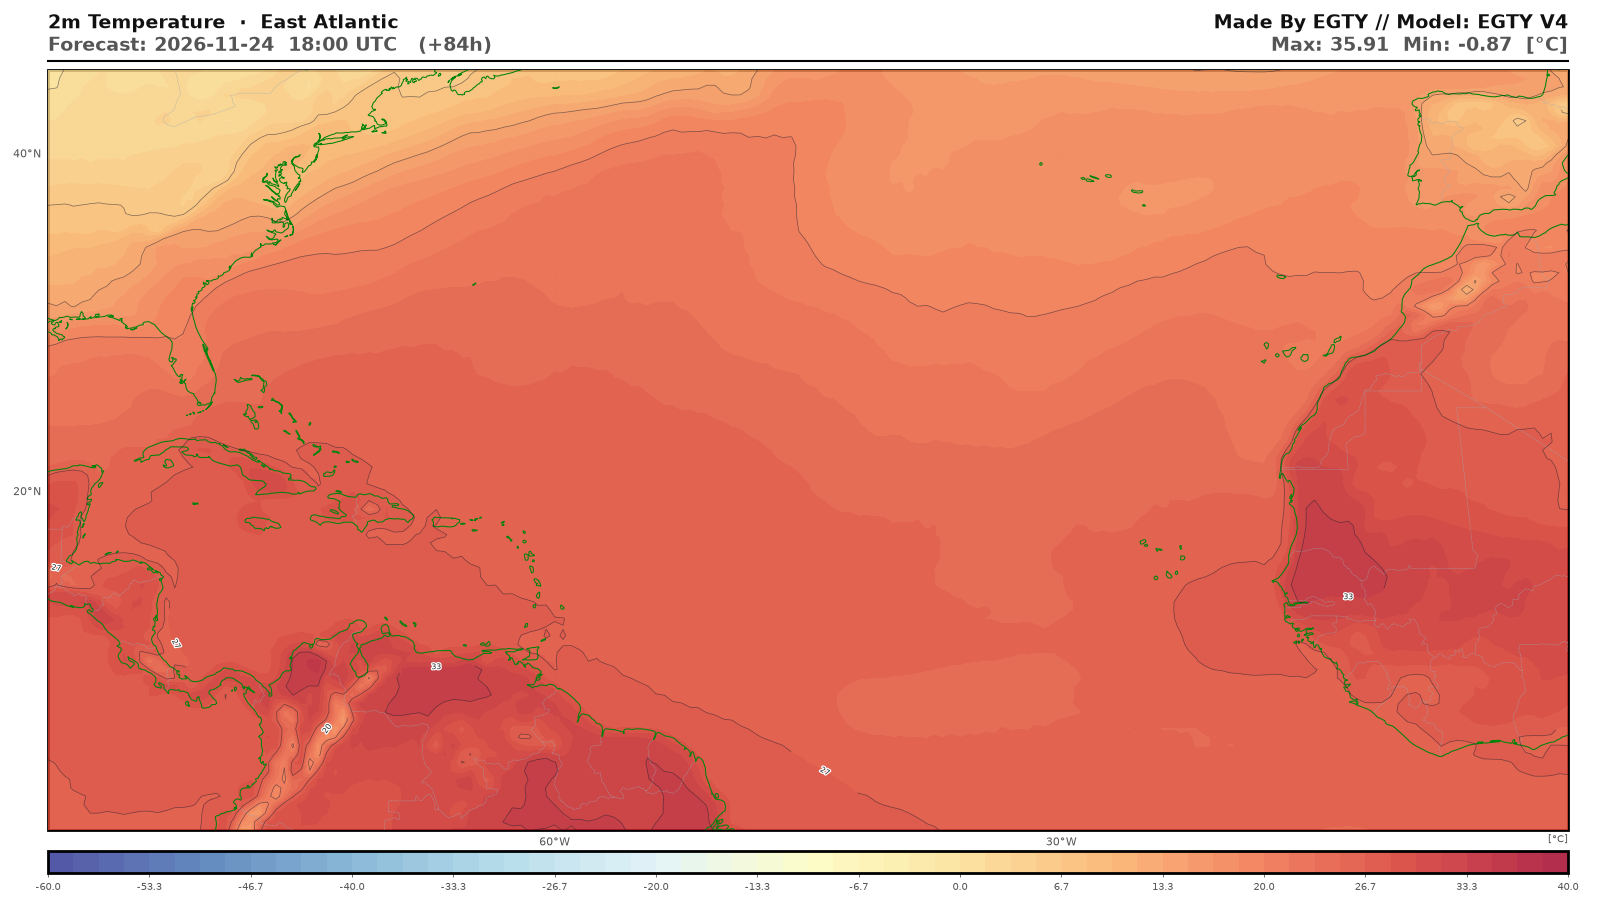 2m Temperature · East Atlantic
Made By EGTY // Model: EGTY V4
Forecast: 2026-11-24 18:00 UTC (+84h)
Max: 35.91 Min: -0.87 [°C]
40°N
20°N
27
33
27
33
20
27
60°W
30°W
[°C]
-60.0 -53.3 -46.7 -40.0 -33.3 -26.7 -20.0 -13.3 -6.7 0.0 6.7 13.3 20.0 26.7 33.3 40.0